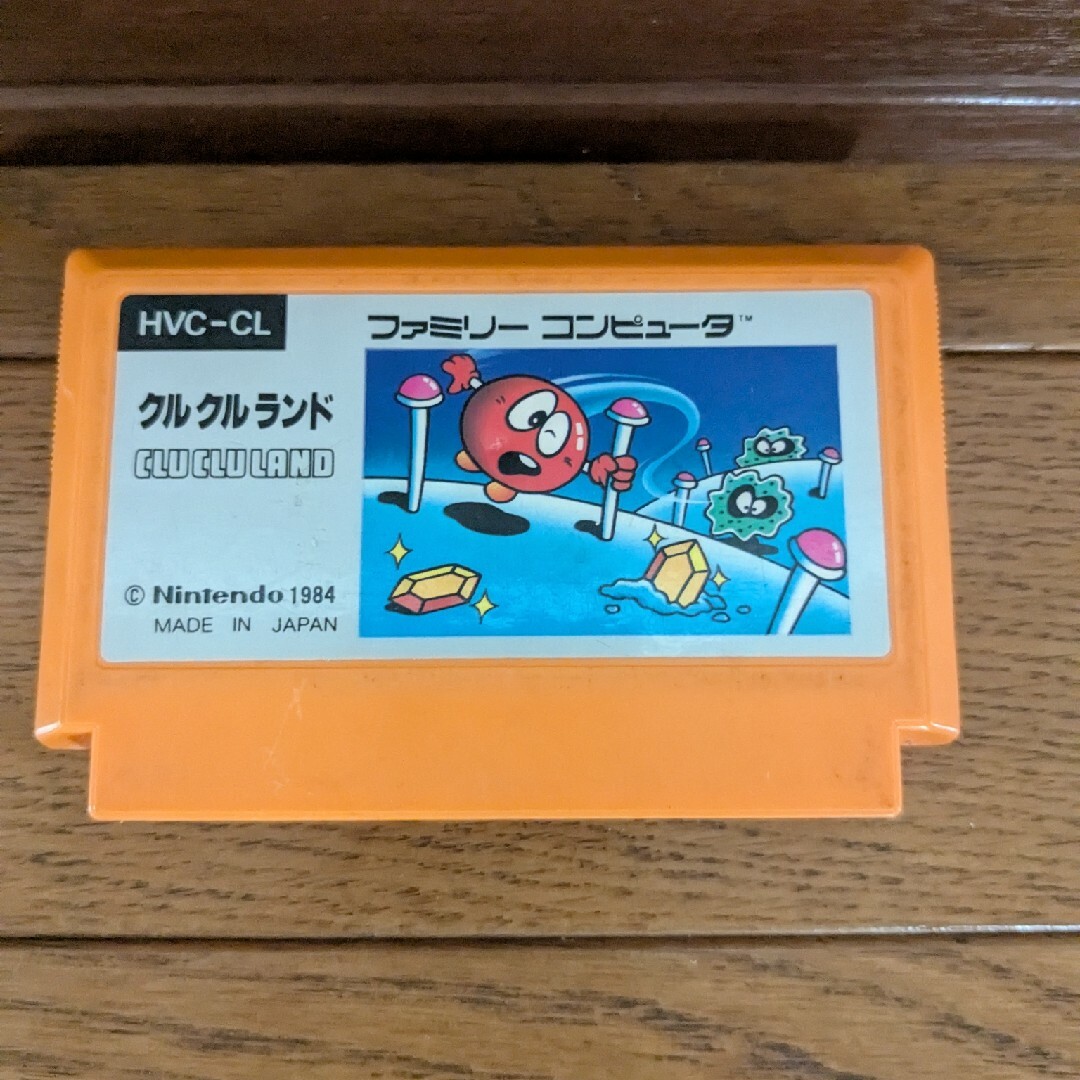 HVC-CL
ファミリー コンピュータ™
クルクルランド
CLU CLU LAND
© Nintendo 1984
MADE IN JAPAN